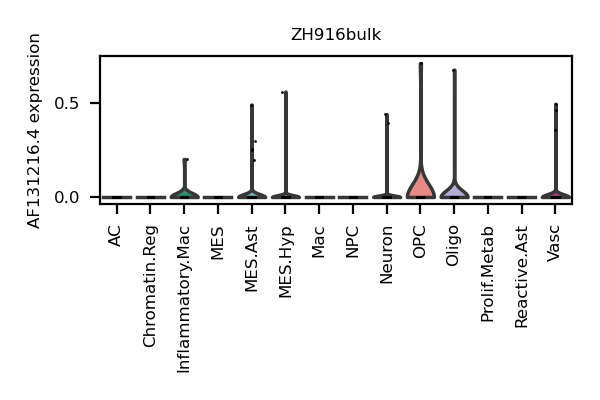 ZH916bulk
AF131216.4 expression
0.5
0.0
AC
Chromatin.Reg
Inflammatory.Mac
MES
MES.Ast
MES.Hyp
Mac
NPC
Neuron
OPC
Oligo
Prolif.Metab
Reactive.Ast
Vasc